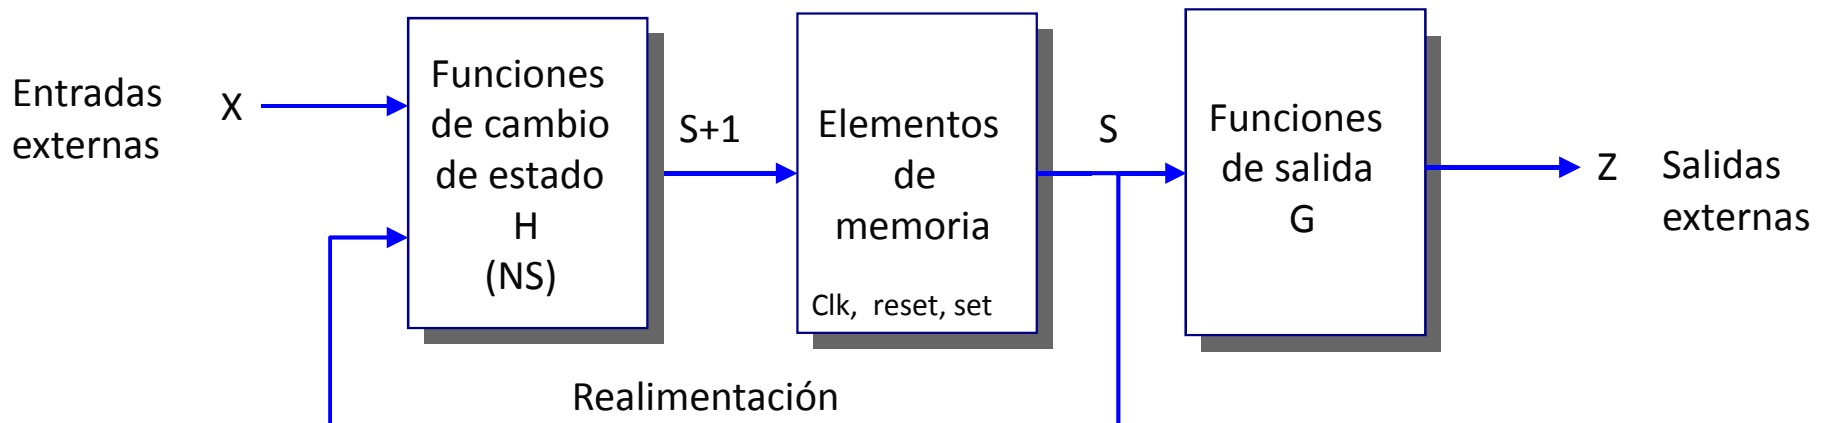 Entradas
externas
X
Funciones
de cambio
de estado
H
(NS)
S+1
Elementos
de
memoria
Clk, reset, set
S
Funciones
de salida
G
Z
Salidas
externas
Realimentación